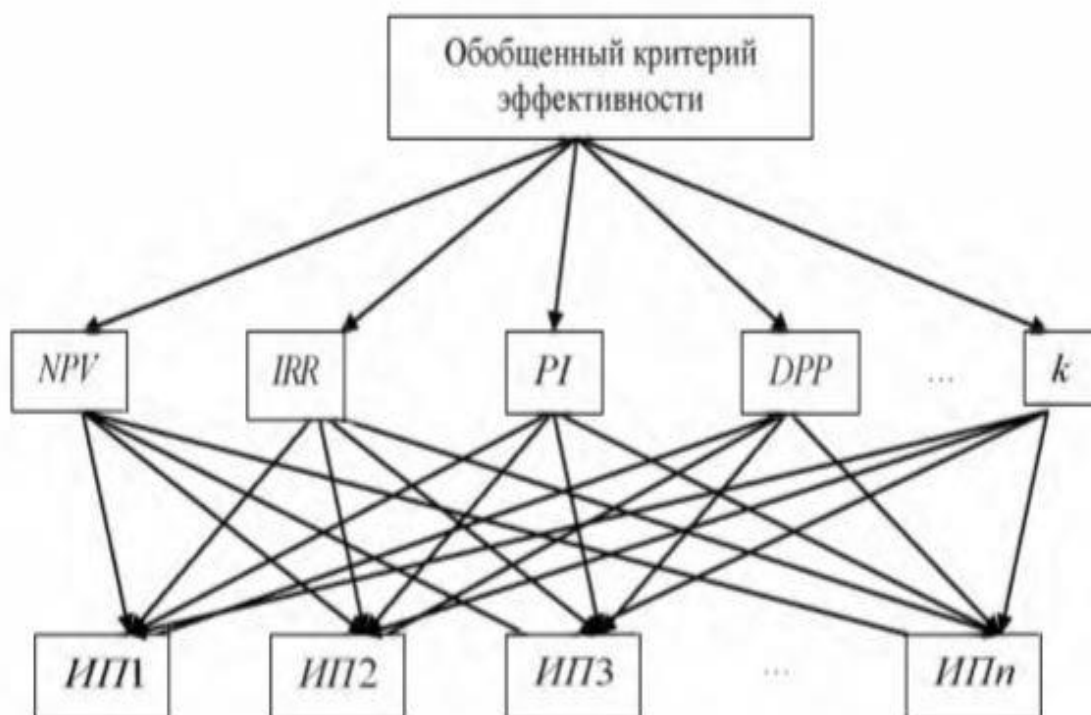 Обобщенный критерий
эффективности
NPV IRR PI DPP ... k
ИП1 ИП2 ИП3 ... ИПn